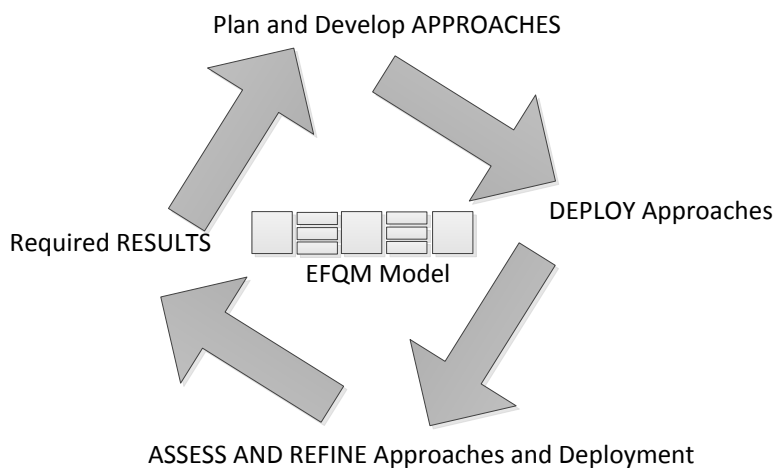 Plan and Develop APPROACHES
DEPLOY Approaches
Required RESULTS
EFQM Model
ASSESS AND REFINE Approaches and Deployment